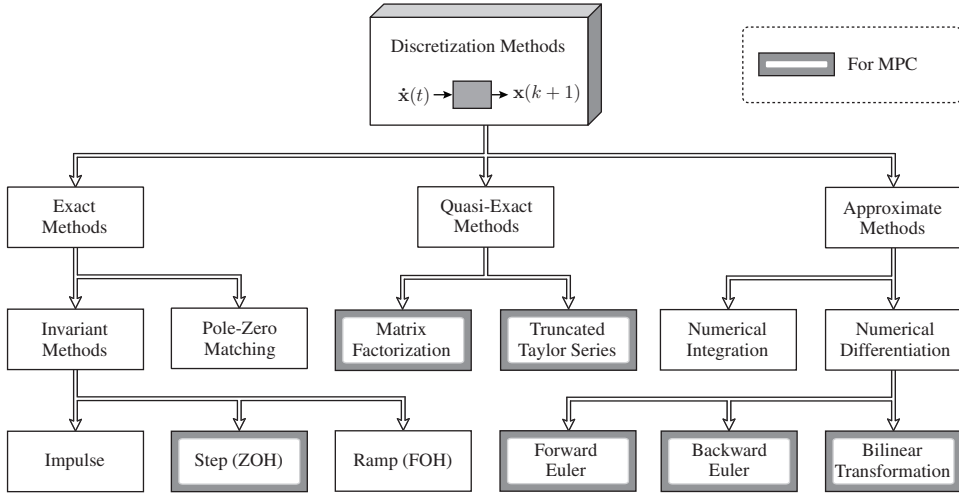 Discretization Methods
ẋ(t) x(k + 1)
For MPC
Exact
Methods
Quasi-Exact
Methods
Approximate
Methods
Invariant
Methods
Pole-Zero
Matching
Matrix
Factorization
Truncated
Taylor Series
Numerical
Integration
Numerical
Differentiation
Impulse
Step (ZOH)
Ramp (FOH)
Forward
Euler
Backward
Euler
Bilinear
Transformation